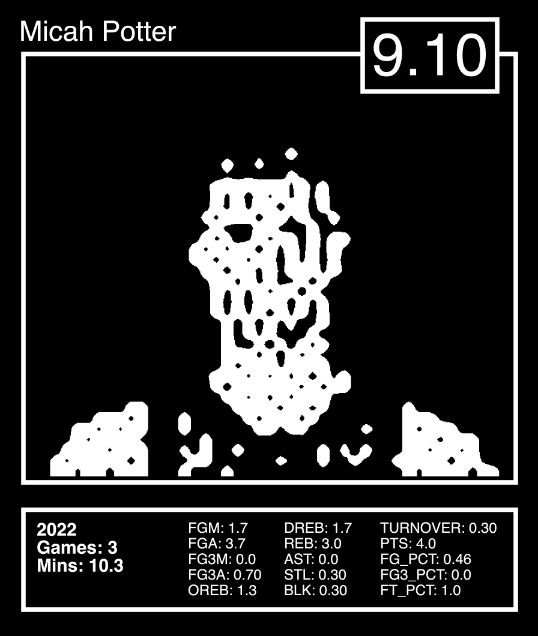 Micah Potter
9.10
2022
Games: 3
Mins: 10.3
FGM: 1.7
FGA: 3.7
FG3M: 0.0
FG3A: 0.70
OREB: 1.3
DREB: 1.7
REB: 3.0
AST: 0.0
STL: 0.30
BLK: 0.30
TURNOVER: 0.30
PTS: 4.0
FG_PCT: 0.46
FG3_PCT: 0.0
FT_PCT: 1.0